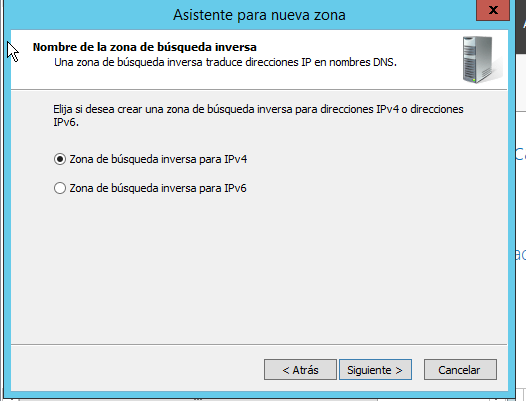 Asistente para nueva zona
x
Nombre de la zona de búsqueda inversa
Una zona de búsqueda inversa traduce direcciones IP en nombres DNS.
Elija si desea crear una zona de búsqueda inversa para direcciones IPv4 o direcciones
IPv6.
Zona de búsqueda inversa para IPv4
Zona de búsqueda inversa para IPv6
< Atrás
Siguiente >
Cancelar